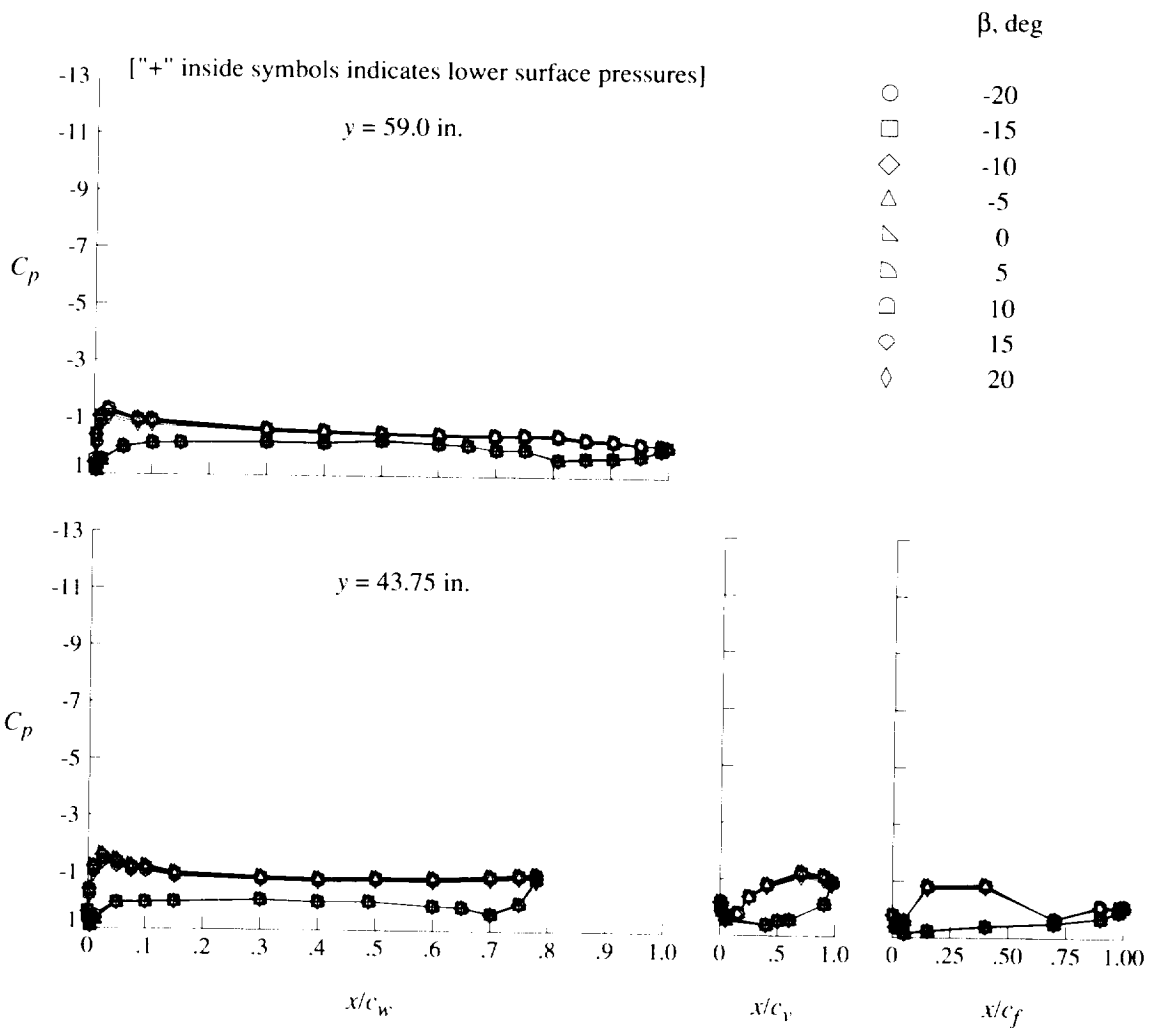 β, deg
["+" inside symbols indicates lower surface pressures]
y = 59.0 in.
-20
-15
-10
-5
0
5
10
15
20
-13
-11
-9
-7
-5
-3
-1
1
C_p
y = 43.75 in.
-13
-11
-9
-7
-5
-3
-1
1
C_p
0 .1 .2 .3 .4 .5 .6 .7 .8 .9 1.0
x/c_w
0 .5 1.0
x/c_v
0 .25 .50 .75 1.00
x/c_f